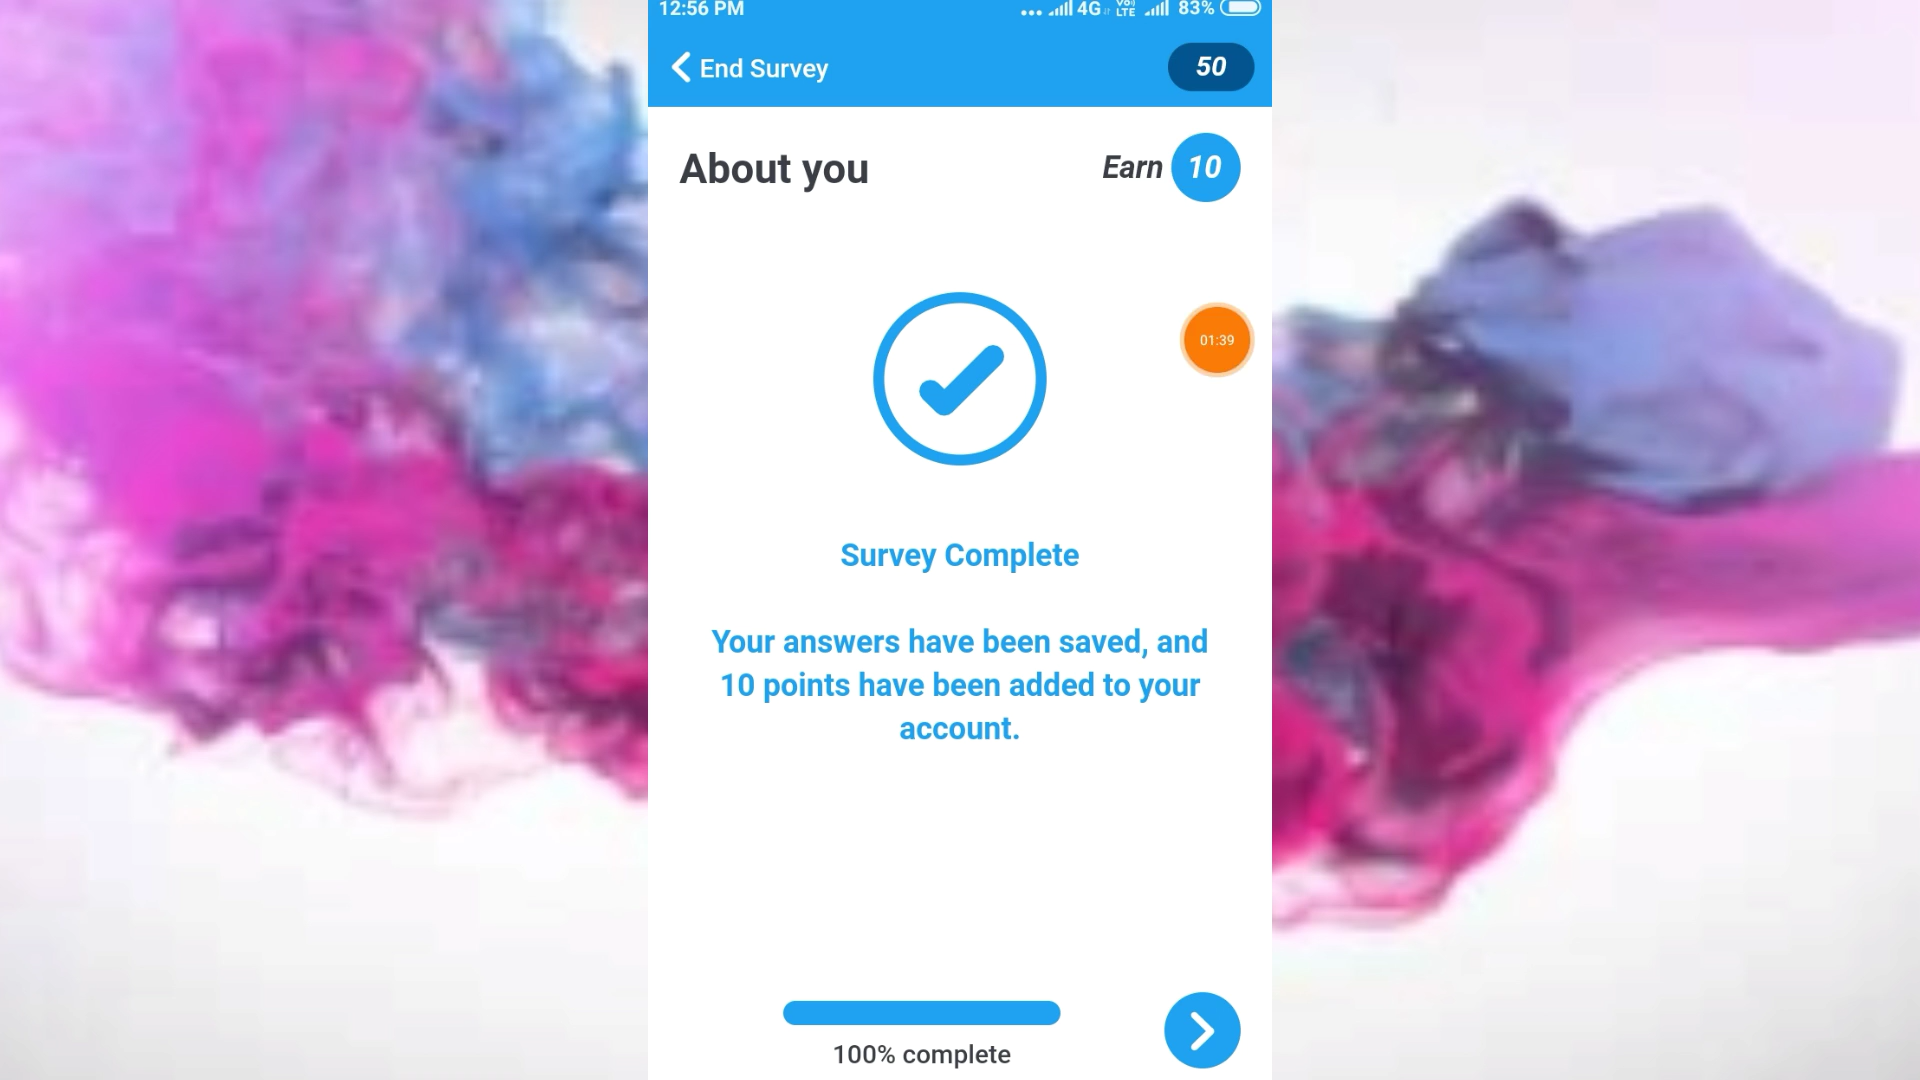 12:56 PM
4G VoLTE 83%
End Survey
50
About you
Earn 10
01:39
Survey Complete
Your answers have been saved, and
10 points have been added to your
account.
100% complete